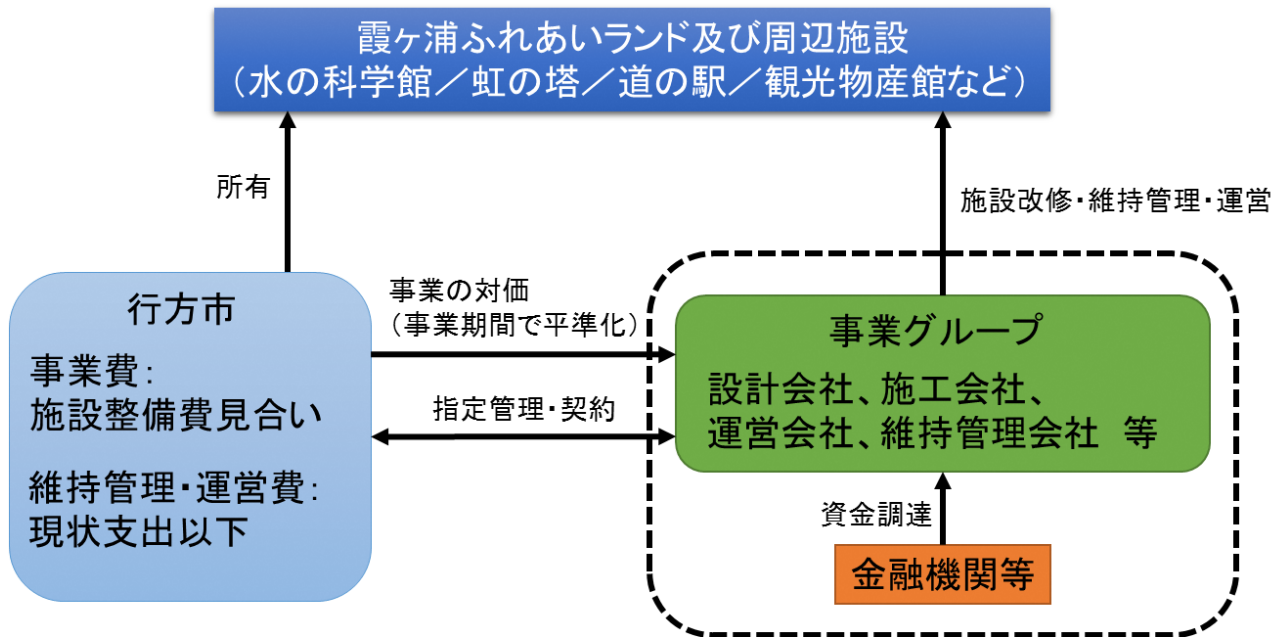 霞ヶ浦ふれあいランド及び周辺施設
（水の科学館／虹の塔／道の駅／観光物産館など）
所有
施設改修・維持管理・運営
行方市
事業費：
施設整備費見合い
維持管理・運営費：
現状支出以下
事業の対価
（事業期間で平準化）
指定管理・契約
事業グループ
設計会社、施工会社、
運営会社、維持管理会社　等
資金調達
金融機関等